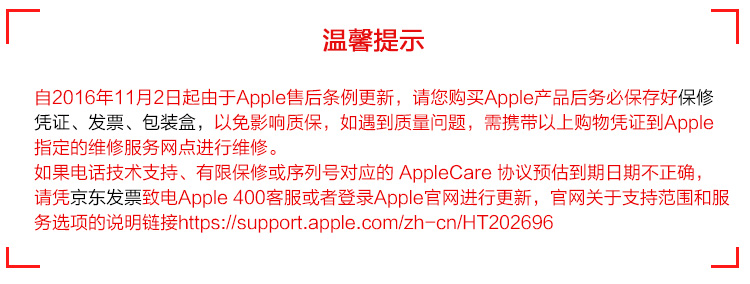 温馨提示
自2016年11月2日起由于Apple售后条例更新，请您购买Apple产品后务必保存好保修
凭证、发票、包装盒，以免影响质保，如遇到质量问题，需携带以上购物凭证到Apple
指定的维修服务网点进行维修。
如果电话技术支持、有限保修或序列号对应的 AppleCare 协议预估到期日期不正确，
请凭京东发票致电Apple 400客服或者登录Apple官网进行更新，官网关于支持范围和服
务选项的说明链接https://support.apple.com/zh-cn/HT202696